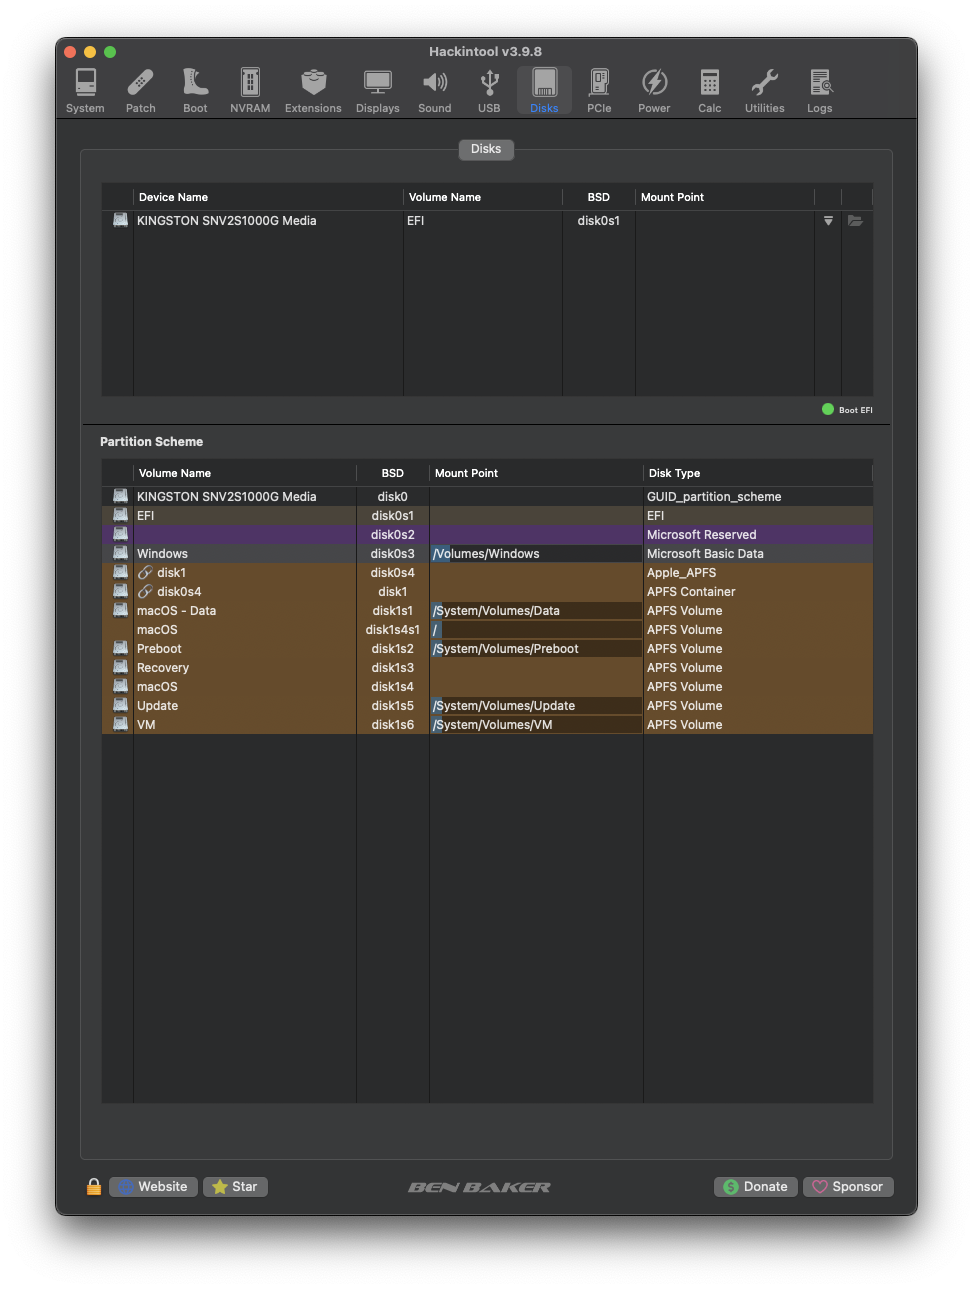 Hackintool v3.9.8
System Patch Boot NVRAM Extensions Displays Sound USB Disks PCIe Power Calc Utilities Logs
Disks
Device Name Volume Name BSD Mount Point
KINGSTON SNV2S1000G Media EFI disk0s1
Boot EFI
Partition Scheme
Volume Name BSD Mount Point Disk Type
KINGSTON SNV2S1000G Media disk0 GUID_partition_scheme
EFI disk0s1 EFI
disk0s2 Microsoft Reserved
Windows disk0s3 /Volumes/Windows Microsoft Basic Data
disk1 disk0s4 Apple_APFS
disk0s4 disk1 APFS Container
macOS - Data disk1s1 /System/Volumes/Data APFS Volume
macOS disk1s4s1 / APFS Volume
Preboot disk1s2 /System/Volumes/Preboot APFS Volume
Recovery disk1s3 APFS Volume
macOS disk1s4 APFS Volume
Update disk1s5 /System/Volumes/Update APFS Volume
VM disk1s6 /System/Volumes/VM APFS Volume
Website Star BEN BAKER Donate Sponsor